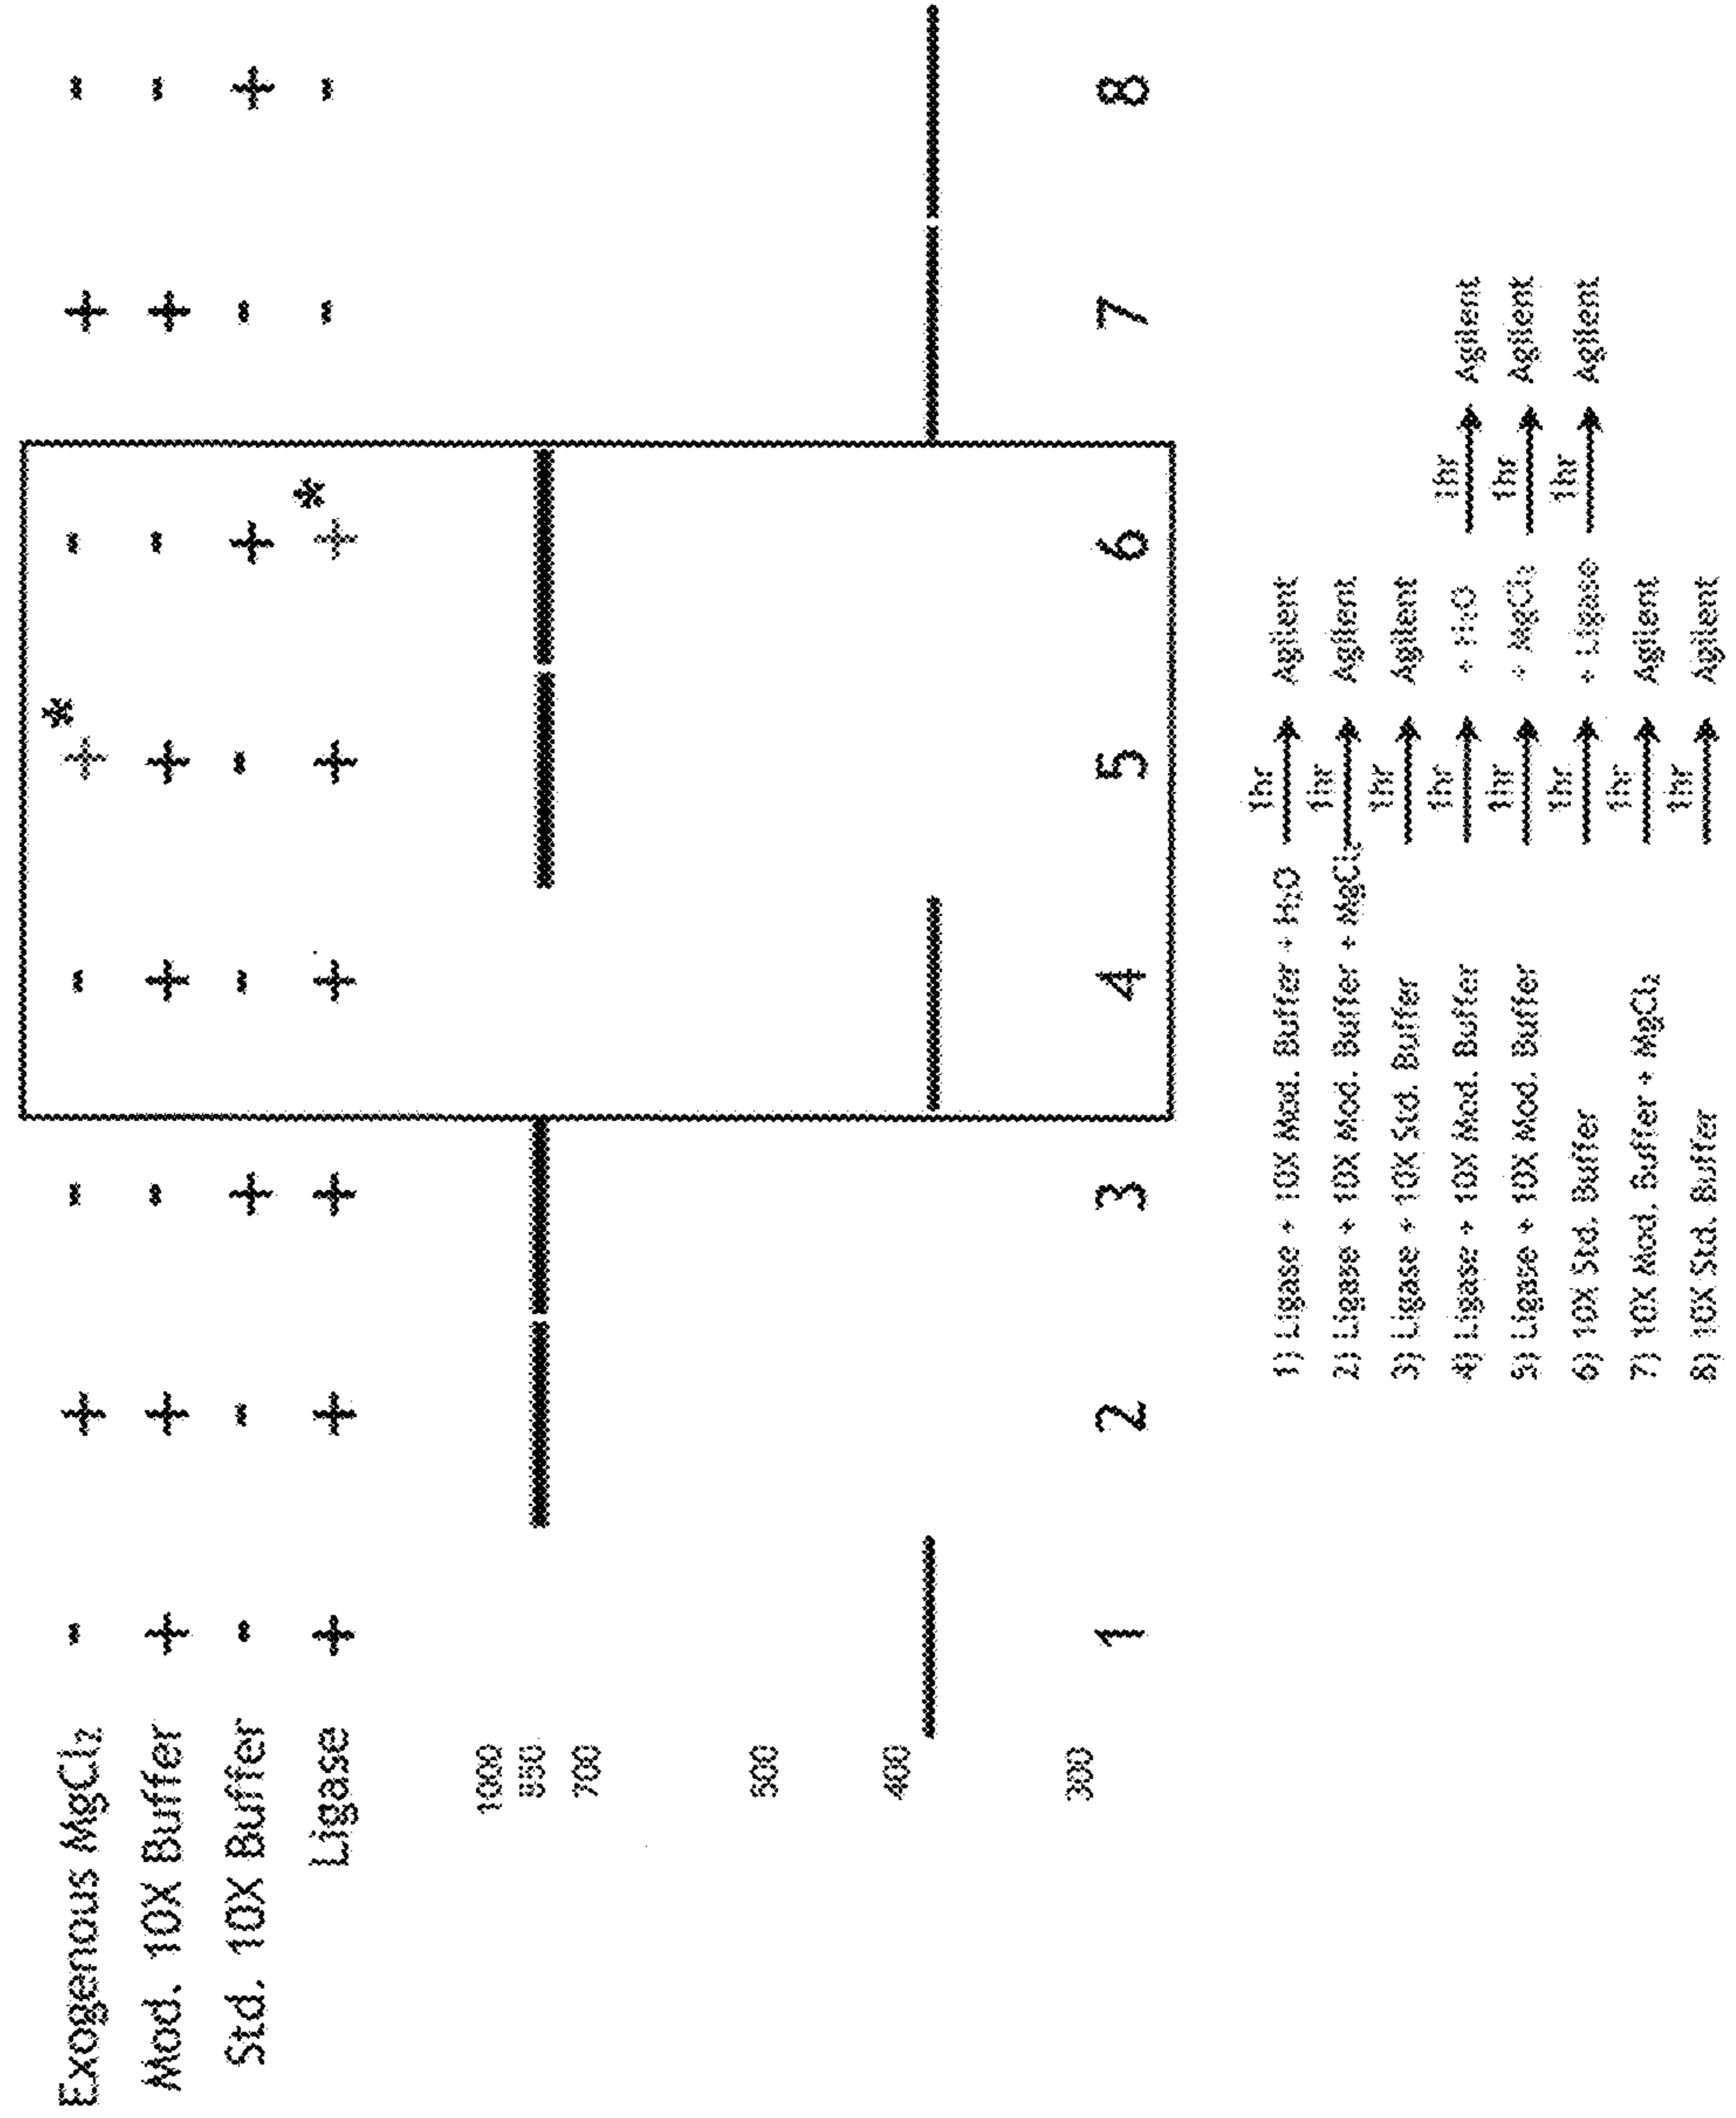 Exogenous MgCl₂ - + - - + * - + -
Mod. 10X Buffer + + - + + - + -
Std. 10X Buffer - - + - - + - +
Ligase + + + + + + * - -
1000
850
700
500
400
300
1 2 3 4 5 6 7 8
1) Ligase + 10X Mod. Buffer + H₂O 1hr Agilent
2) Ligase + 10X Mod. Buffer + MgCl₂ 1hr Agilent
3) Ligase + 10X Std. Buffer 1hr Agilent
4) Ligase + 10X Mod. Buffer 1hr + H₂O 1hr Agilent
5) Ligase + 10X Mod. Buffer 1hr + MgCl₂ 1hr Agilent
6) 10X Std. Buffer 1hr + Ligase 1hr Agilent
7) 10X Mod. Buffer + MgCl₂ 1hr Agilent
8) 10X Std. Buffer 1hr Agilent